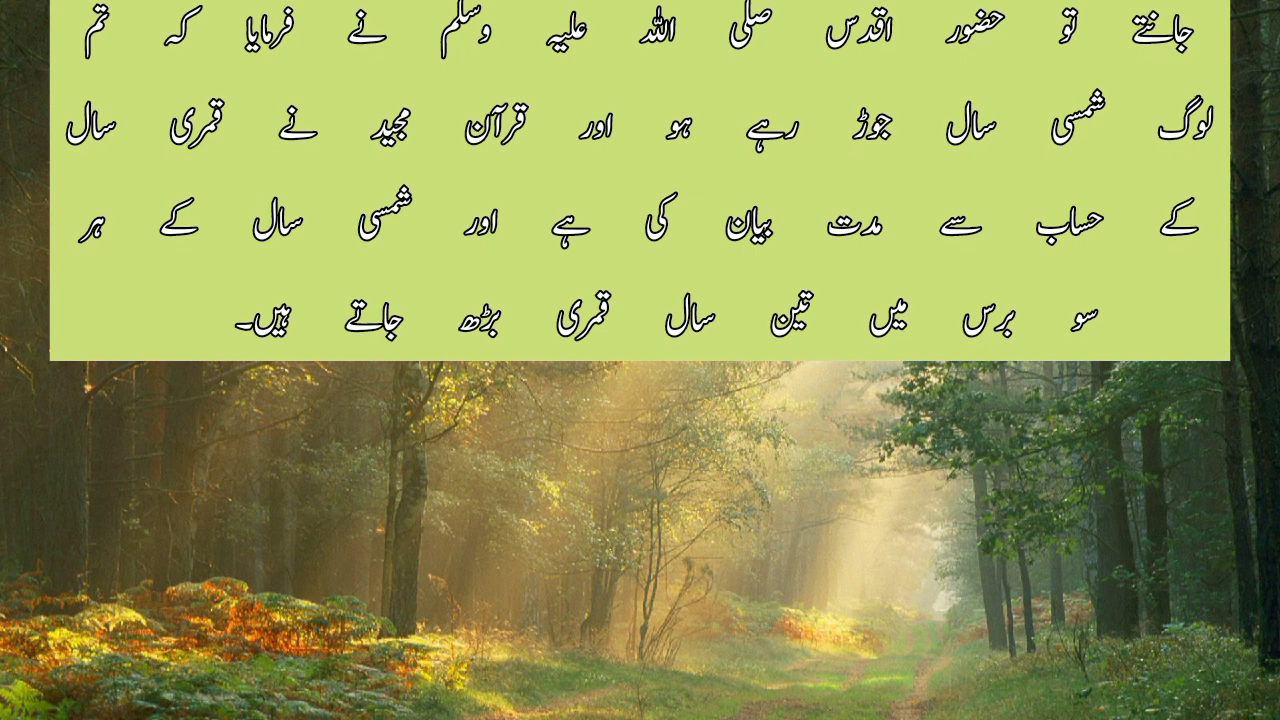 جانتے تو حضور اقدس صلی اللہ علیہ وسلم نے فرمایا کہ تم
لوگ شمسی سال جوڑ رہے ہو اور قرآن مجید نے قمری سال
کے حساب سے مدت بیان کی ہے اور شمسی سال کے ہر
سو برس میں تین سال قمری بڑھ جاتے ہیں۔